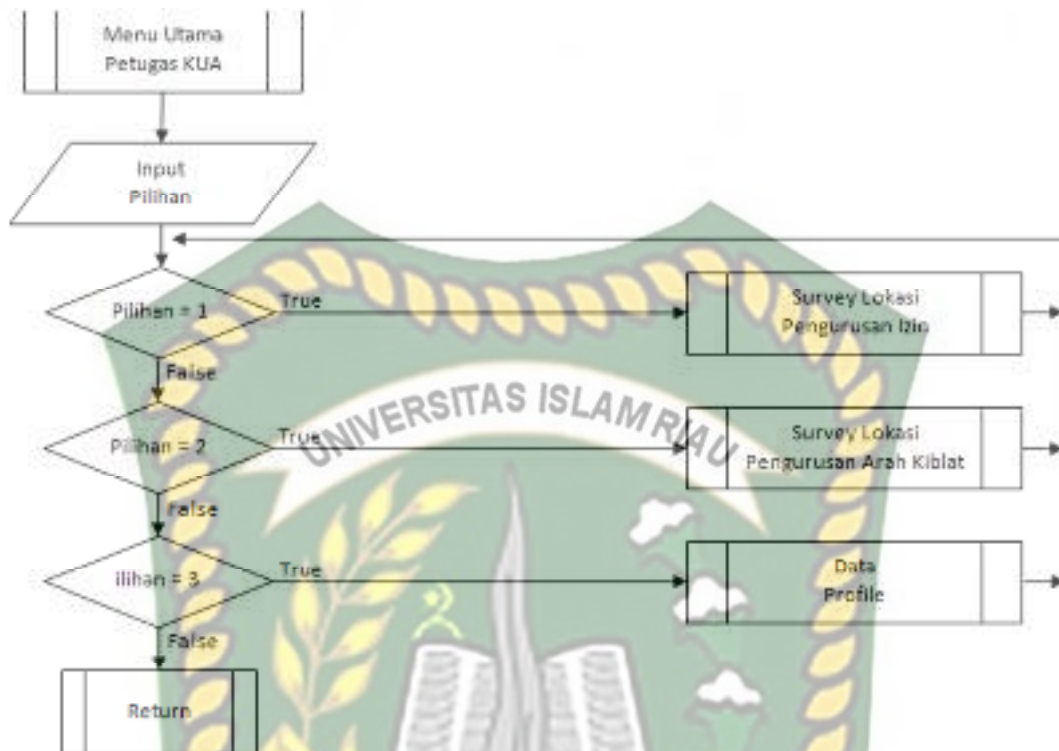 Menu Utama
Petugas KUA
Input
Pilihan
Pilihan = 1
True
Survey Lokasi
Pengurusan Izin
False
UNIVERSITAS ISLAM RIAU
Pilihan = 2
True
Survey Lokasi
Pengurusan Arah Kiblat
False
ilihan = 3
True
Data
Profile
False
Return